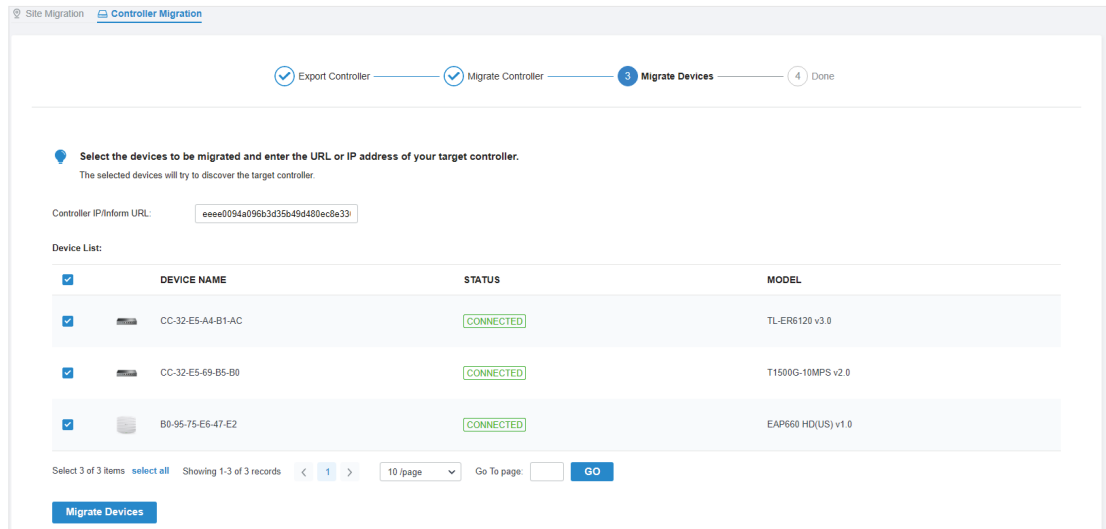 Site Migration Controller Migration
Export Controller Migrate Controller 3 Migrate Devices 4 Done
Select the devices to be migrated and enter the URL or IP address of your target controller.
The selected devices will try to discover the target controller.
Controller IP/Inform URL: eeee0094a096b3d35b49d480ec8e33
Device List:
DEVICE NAME STATUS MODEL
CC-32-E5-A4-B1-AC CONNECTED TL-ER6120 v3.0
CC-32-E5-69-B5-B0 CONNECTED T1500G-10MPS v2.0
B0-95-75-E6-47-E2 CONNECTED EAP660 HD(US) v1.0
Select 3 of 3 items select all Showing 1-3 of 3 records < 1 > 10 /page Go To page: GO
Migrate Devices